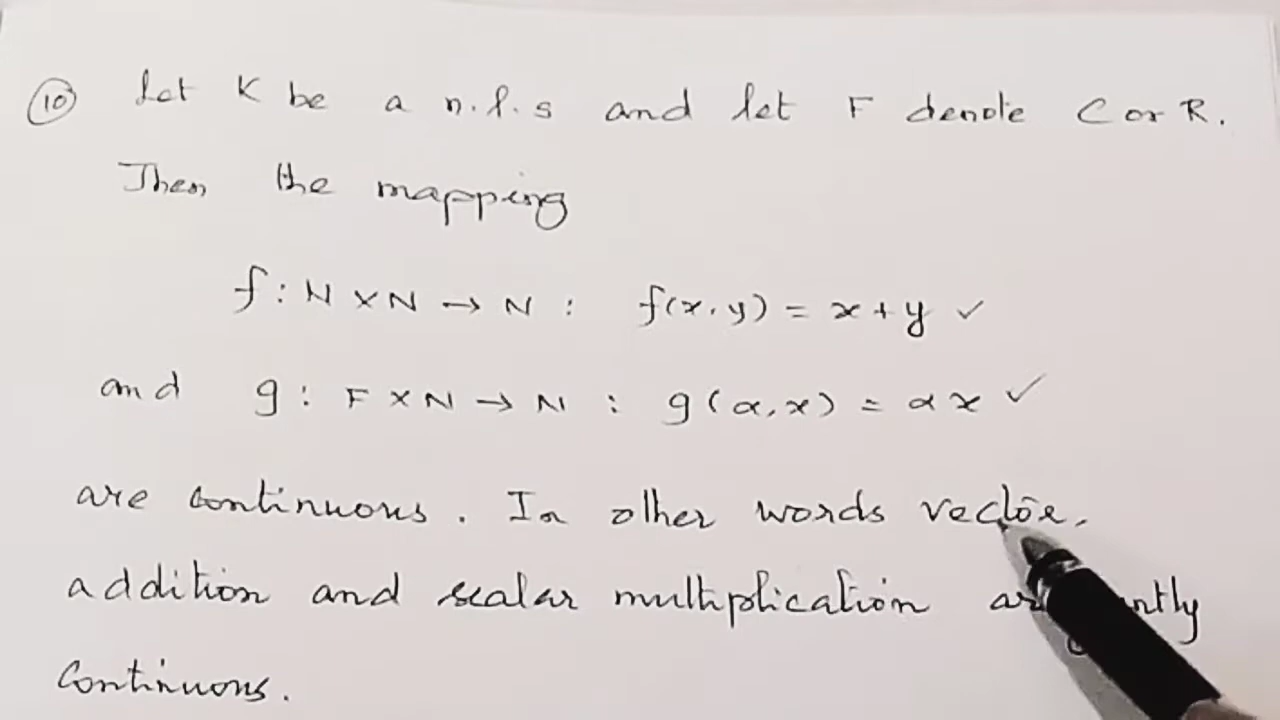 10 Let K be a n.l.s and let F denote C or R.
Then the mapping
f : N × N → N : f(x, y) = x + y ✓
and g : F × N → N : g(α, x) = αx ✓
are continuous. In other words vector
addition and scalar multiplication
continuous.